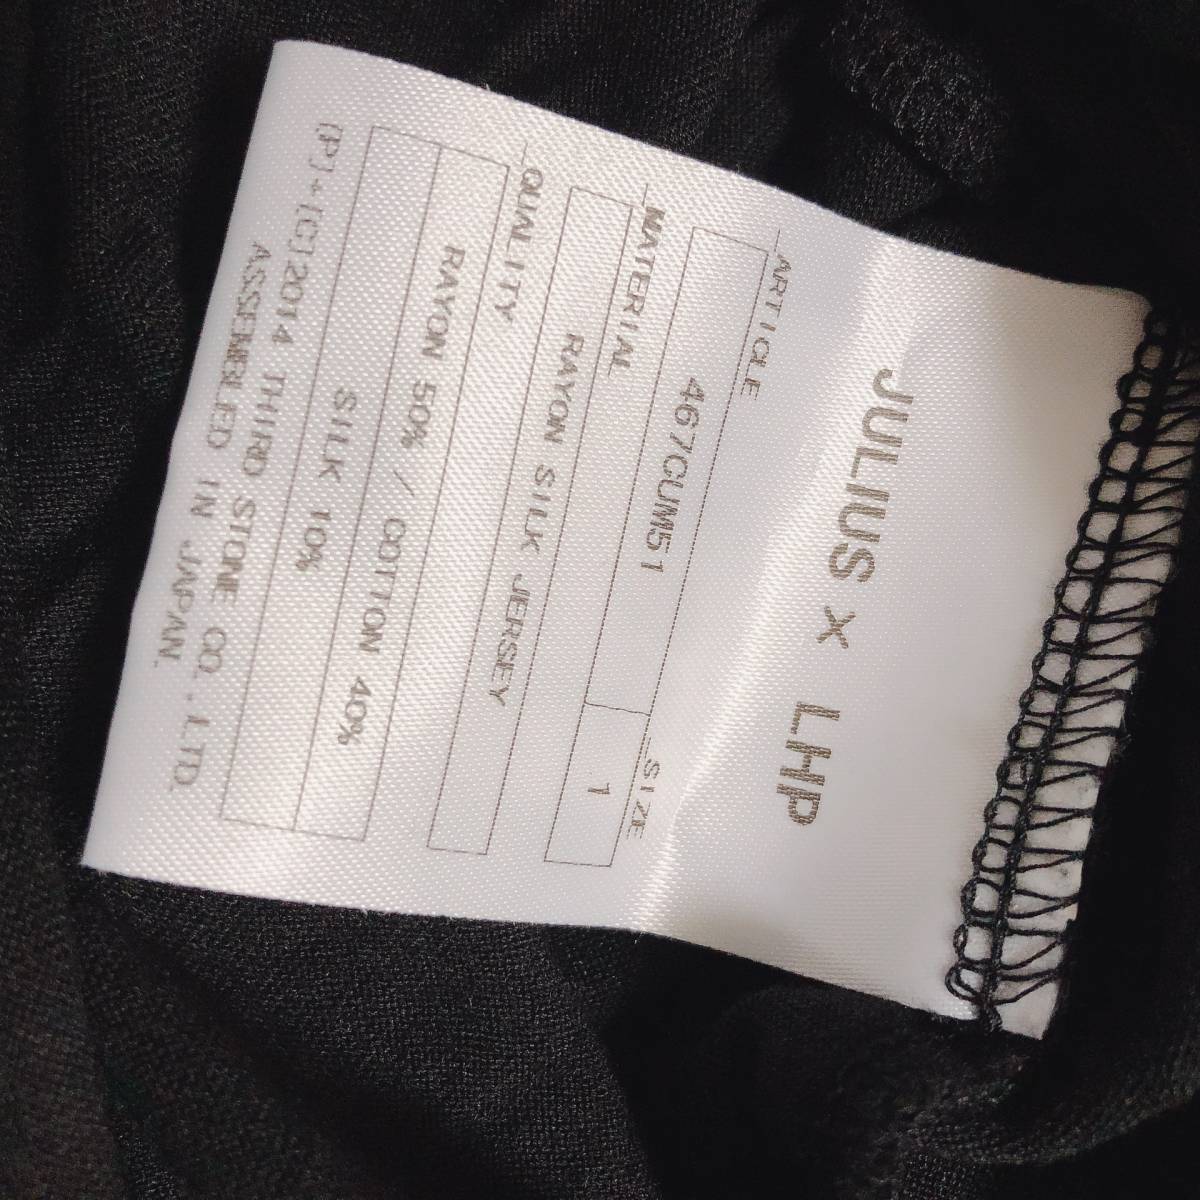 JULIUS × LHP
ARTICLE SIZE
467CUM51 1
MATERIAL
RAYON SILK JERSEY
QUALITY
RAYON 50% / COTTON 40%
SILK 10%
(P)+(C)2014 THIRD STONE CO.,LTD.
ASSEMBLED IN JAPAN.